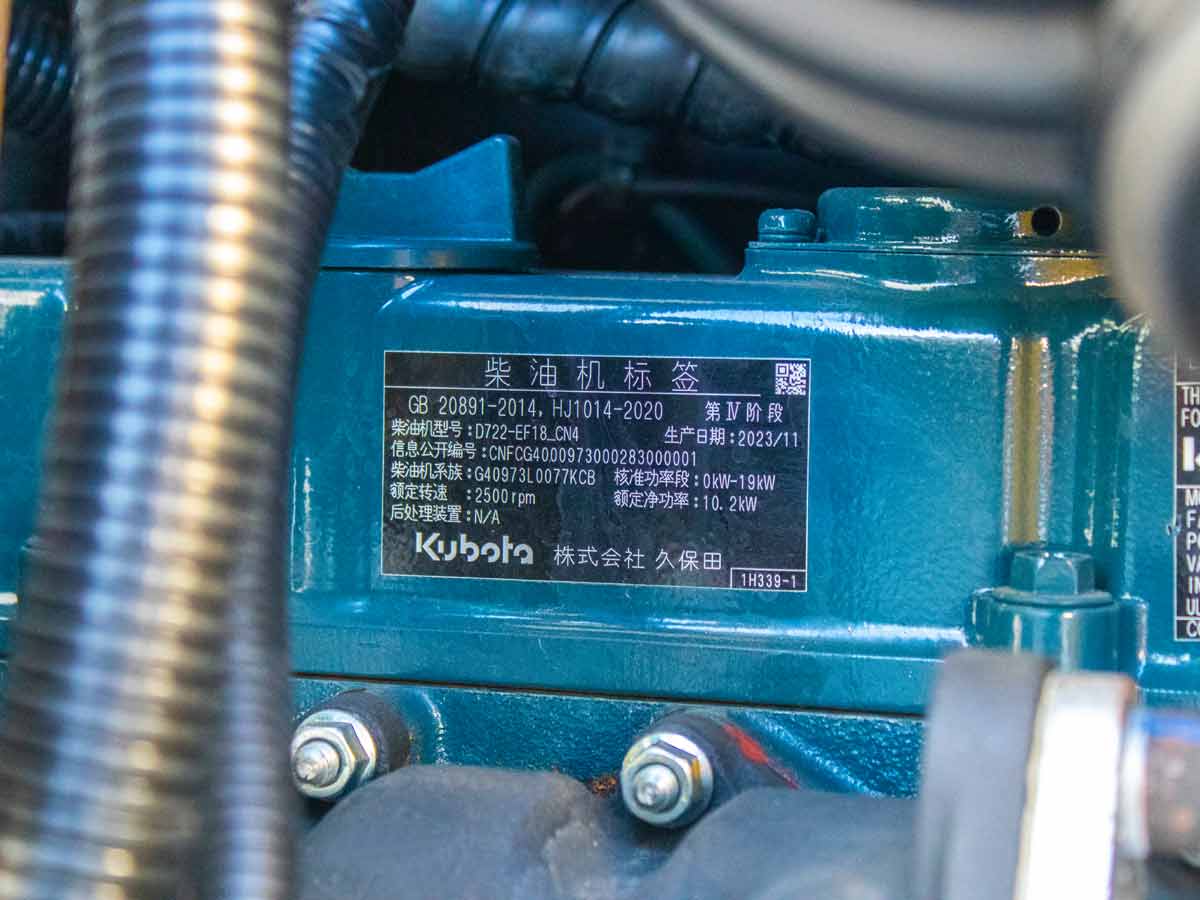 柴油机标签
GB 20891-2014, HJ1014-2020 第Ⅳ阶段
柴油机型号:D722-EF18_CN4 生产日期:2023/11
信息公开编号:CNFCG4000973000283000001
柴油机系族:G40973L0077KCB 核准功率段:0kW-19kW
额定转速:2500rpm 额定净功率:10.2kW
后处理装置:N/A
Kubota 株式会社 久保田
1H339-1